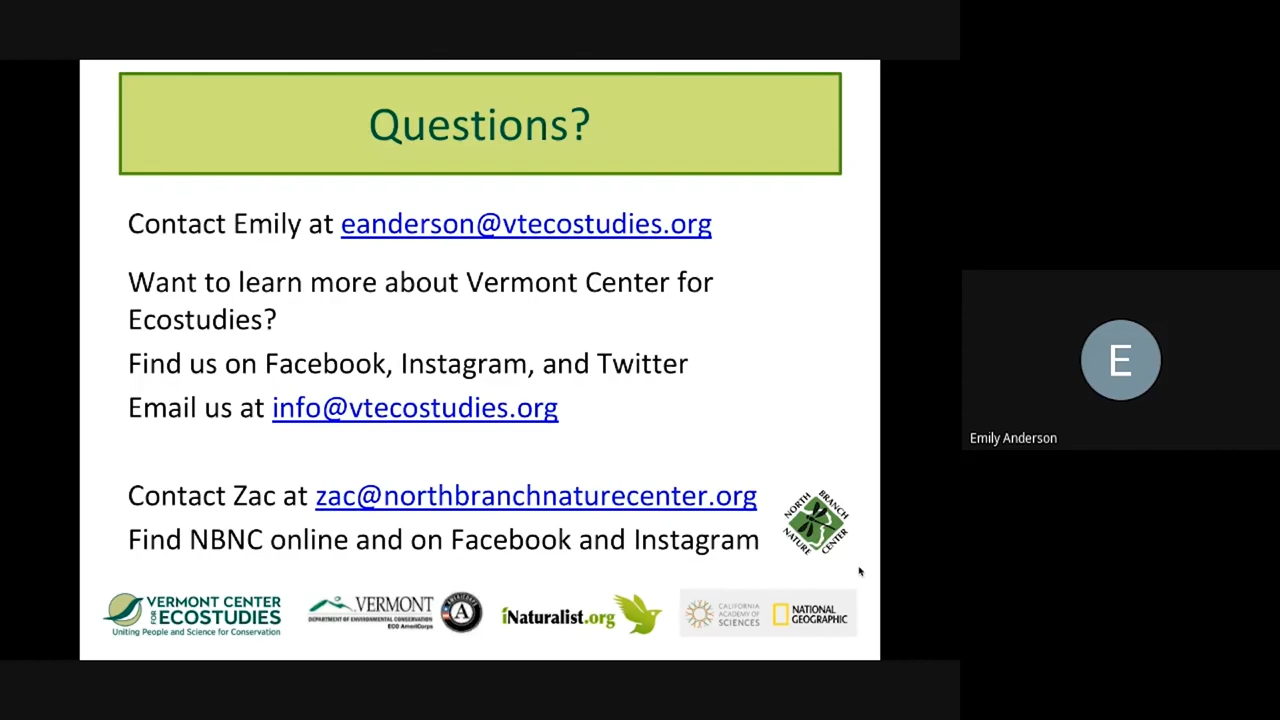 Questions?
Contact Emily at eanderson@vtecostudies.org
Want to learn more about Vermont Center for
Ecostudies?
Find us on Facebook, Instagram, and Twitter
Email us at info@vtecostudies.org
Contact Zac at zac@northbranchnaturecenter.org
Find NBNC online and on Facebook and Instagram
NORTH BRANCH
NATURE CENTER
VERMONT CENTER
FOR ECOSTUDIES
Uniting People and Science for Conservation
VERMONT
DEPARTMENT OF ENVIRONMENTAL CONSERVATION
ECO AmeriCorps
A
iNaturalist.org
CALIFORNIA
ACADEMY OF
SCIENCES
NATIONAL
GEOGRAPHIC
E
Emily Anderson